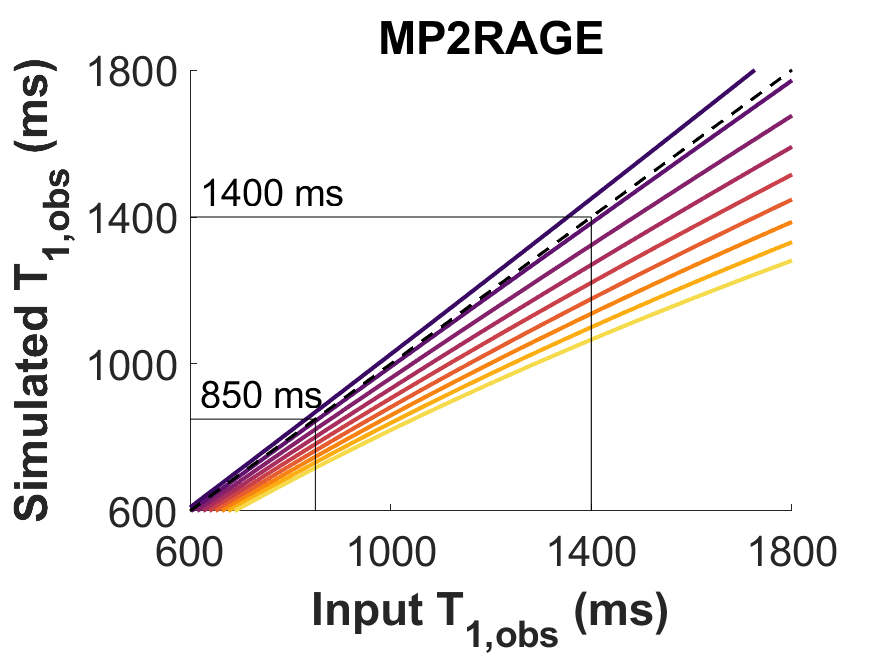 MP2RAGE
Simulated T1,obs (ms)
1800
1400
1000
600
1400 ms
850 ms
600 1000 1400 1800
Input T1,obs (ms)